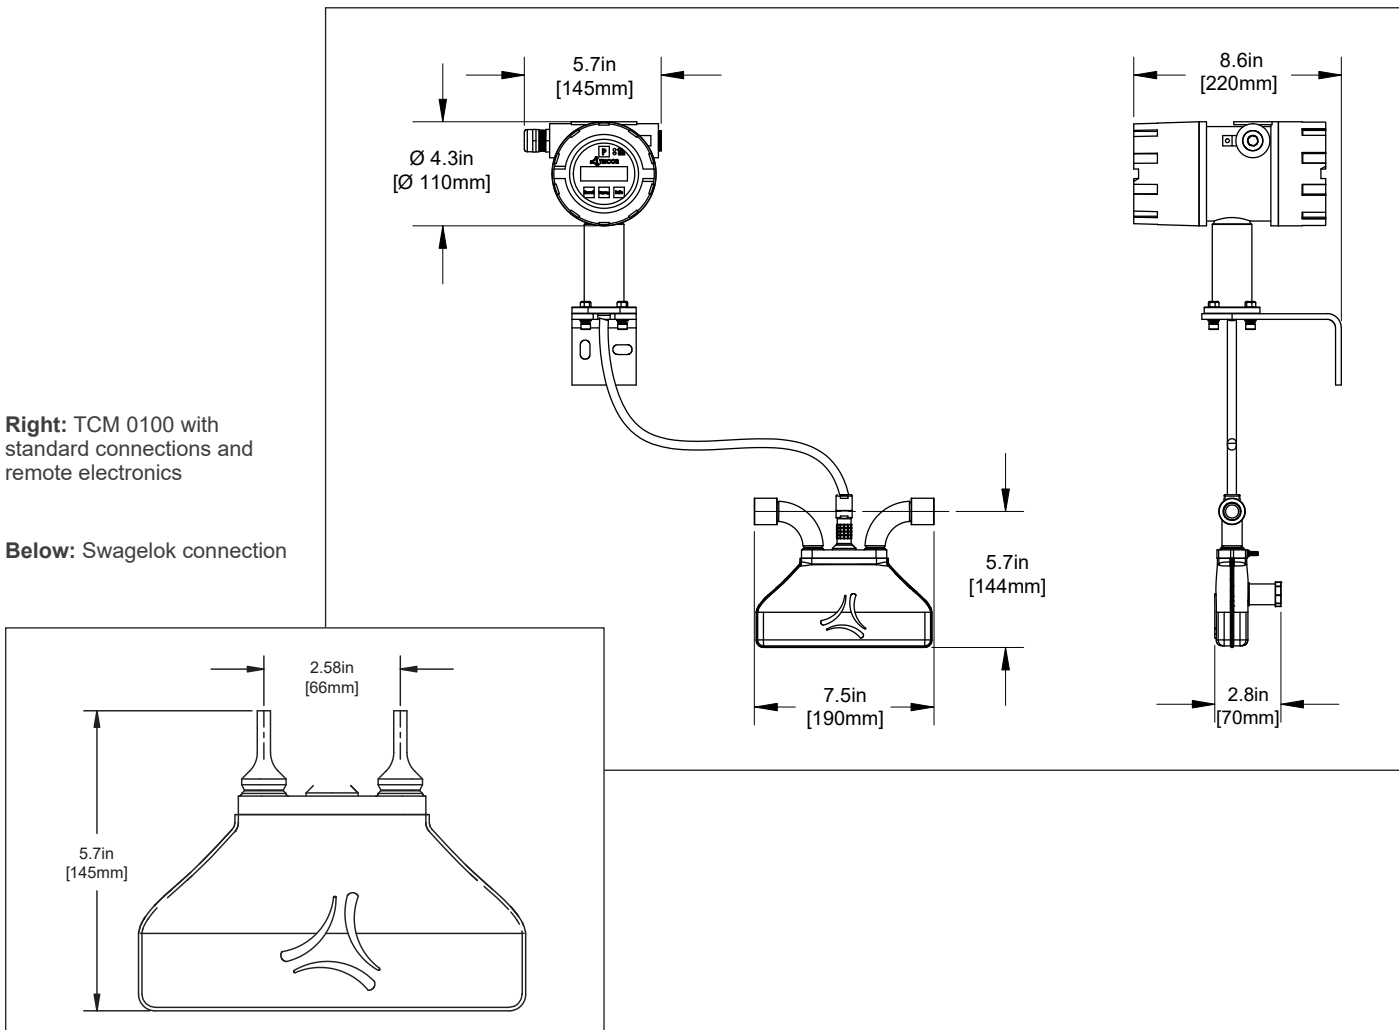 5.7in
[145mm]
8.6in
[220mm]
Ø 4.3in
[Ø 110mm]
P
TRICOR
Right: TCM 0100 with
standard connections and
remote electronics
Below: Swagelok connection
5.7in
[144mm]
7.5in
[190mm]
2.8in
[70mm]
2.58in
[66mm]
5.7in
[145mm]